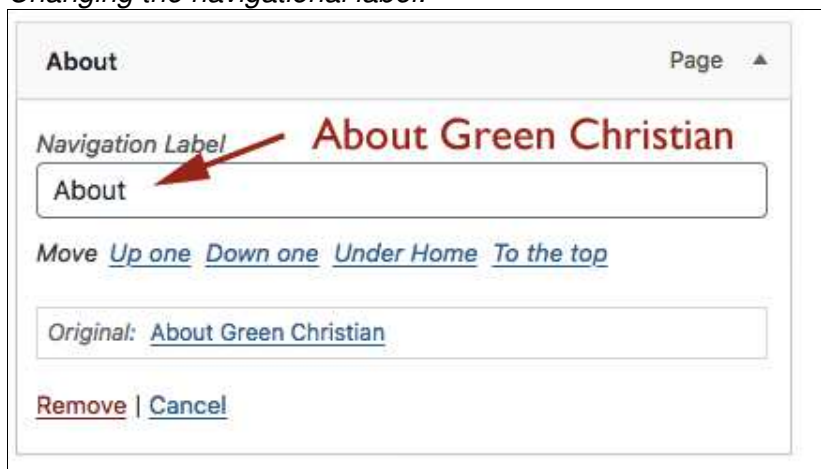 Changing the navigational label.
About Page ▲
Navigation Label About Green Christian
About
Move Up one Down one Under Home To the top
Original: About Green Christian
Remove | Cancel